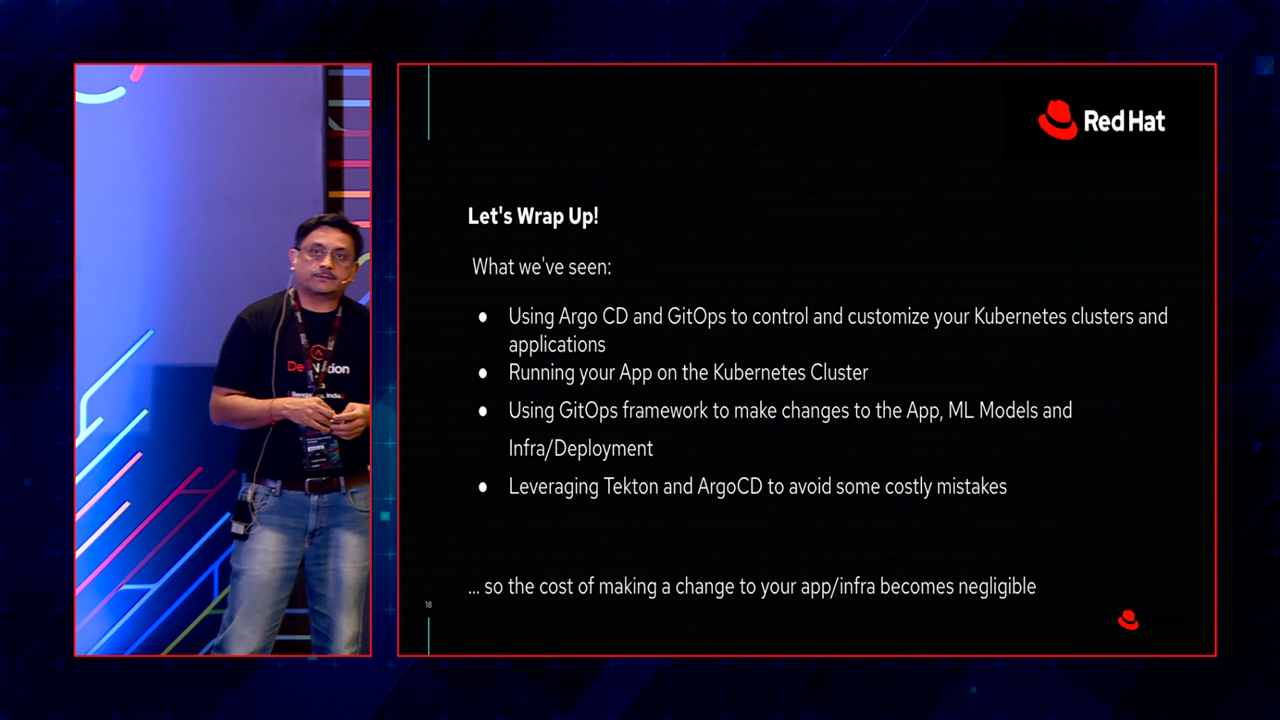 Red Hat
Let's Wrap Up!
What we've seen:
● Using Argo CD and GitOps to control and customize your Kubernetes clusters and
applications
● Running your App on the Kubernetes Cluster
● Using GitOps framework to make changes to the App, ML Models and
Infra/Deployment
● Leveraging Tekton and ArgoCD to avoid some costly mistakes
... so the cost of making a change to your app/infra becomes negligible
18